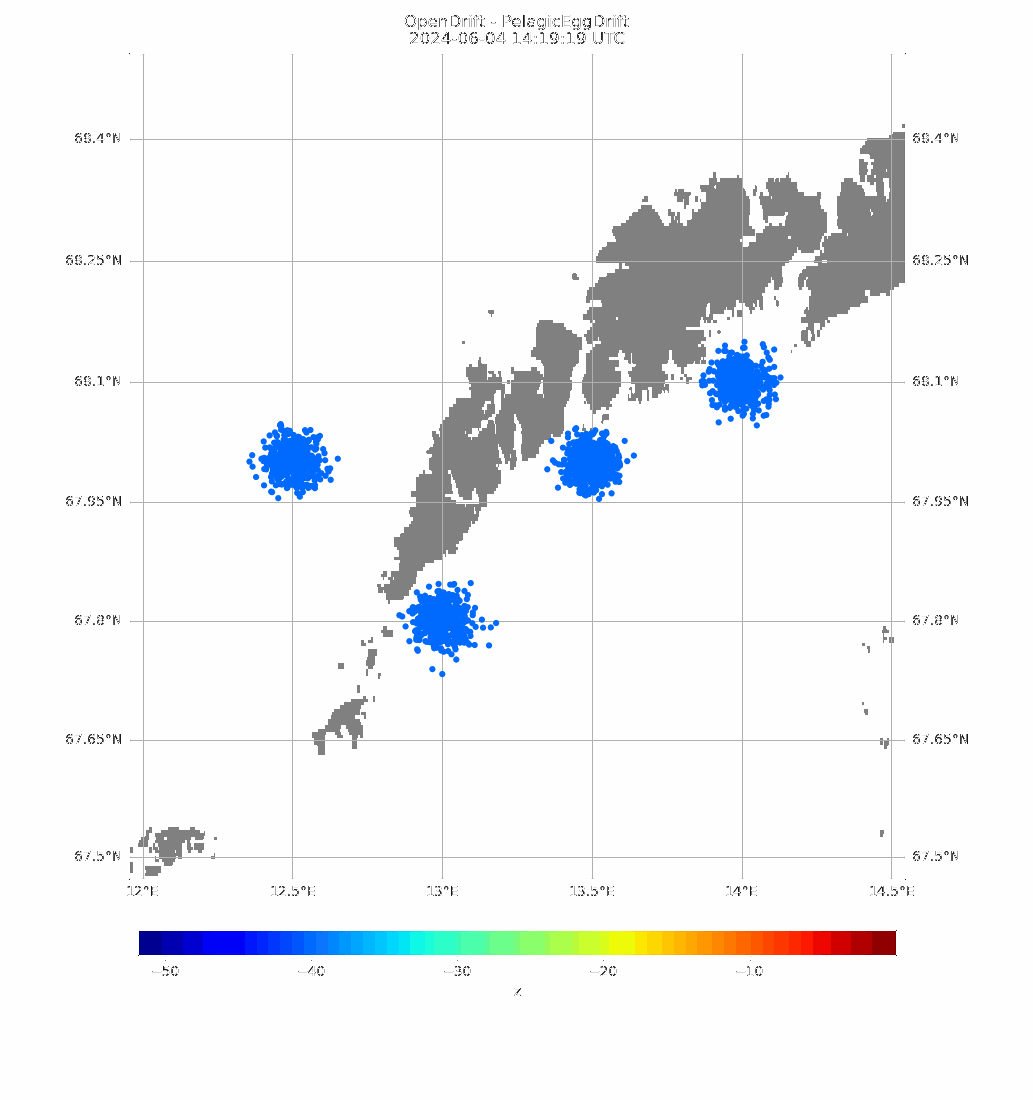 OpenDrift - PelagicEggDrift
2024-06-04 14:19:19 UTC
68.4°N 68.4°N
68.25°N 68.25°N
68.1°N 68.1°N
67.95°N 67.95°N
67.8°N 67.8°N
67.65°N 67.65°N
67.5°N 67.5°N
12°E 12.5°E 13°E 13.5°E 14°E 14.5°E
−50 −40 −30 −20 −10
z